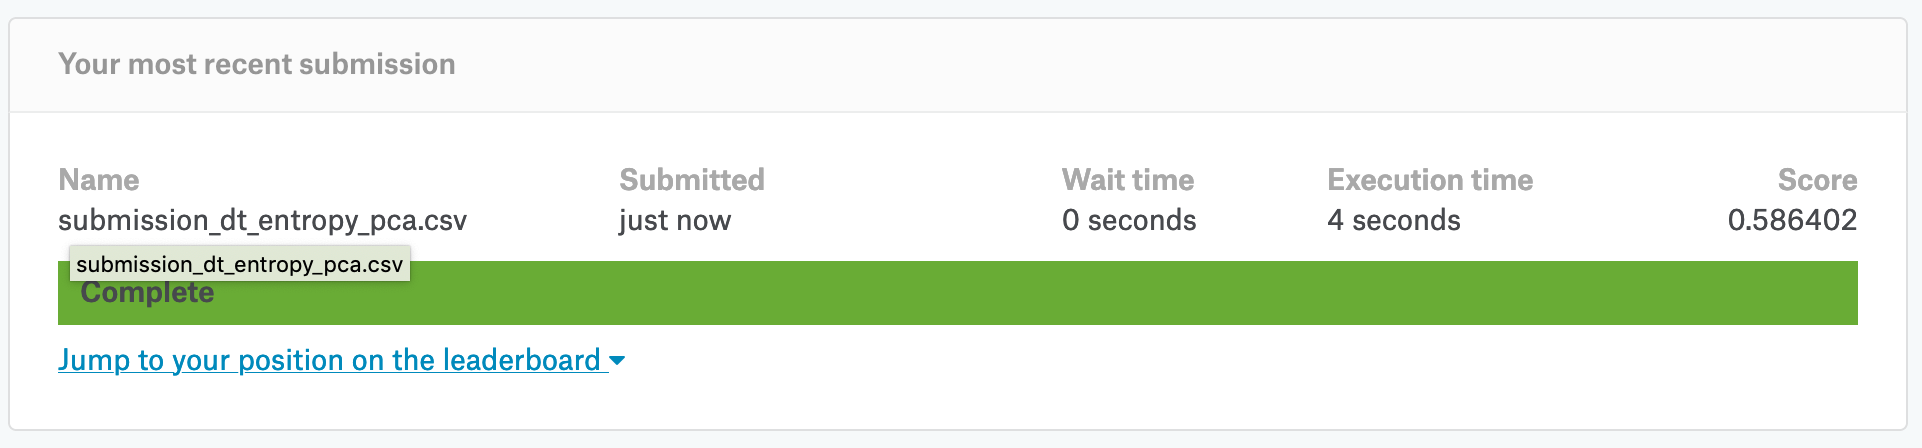 Your most recent submission
Name Submitted Wait time Execution time Score
submission_dt_entropy_pca.csv just now 0 seconds 4 seconds 0.586402
submission_dt_entropy_pca.csv
Complete
Jump to your position on the leaderboard